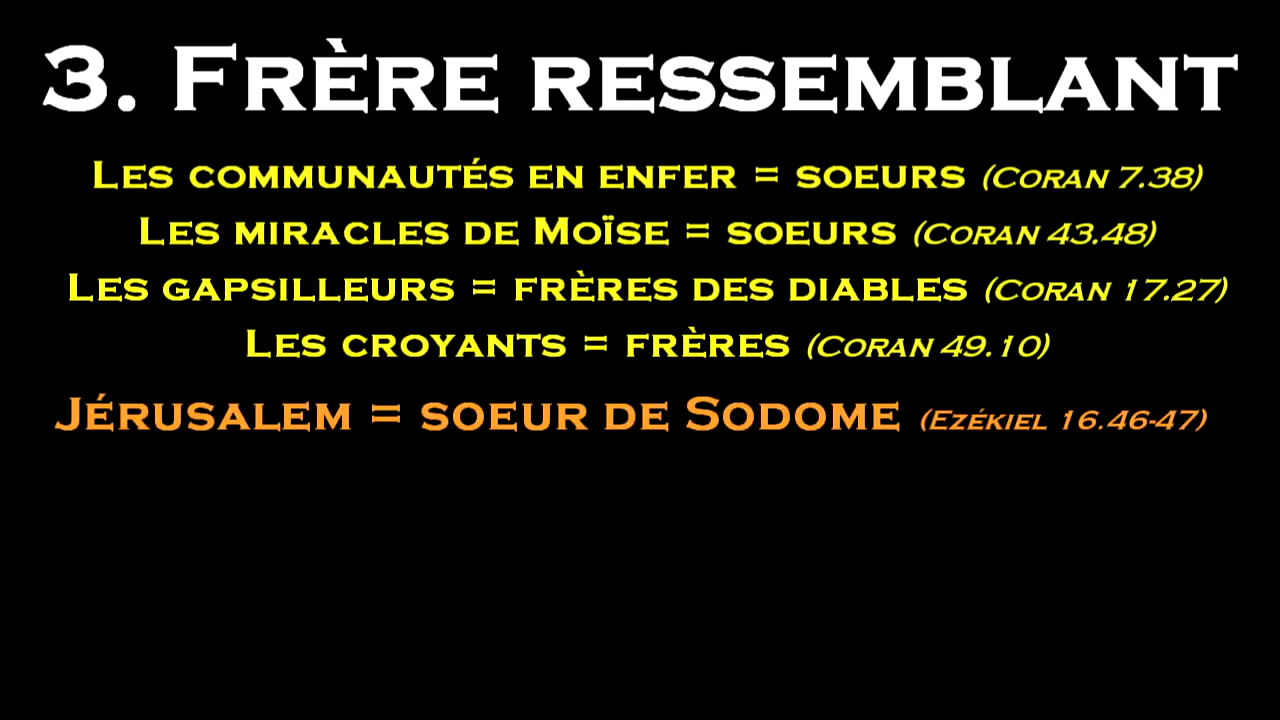 3. Frère ressemblant
Les communautés en enfer = soeurs (Coran 7.38)
Les miracles de Moïse = soeurs (Coran 43.48)
Les gapsilleurs = frères des diables (Coran 17.27)
Les croyants = frères (Coran 49.10)
Jérusalem = soeur de Sodome (Ezékiel 16.46-47)